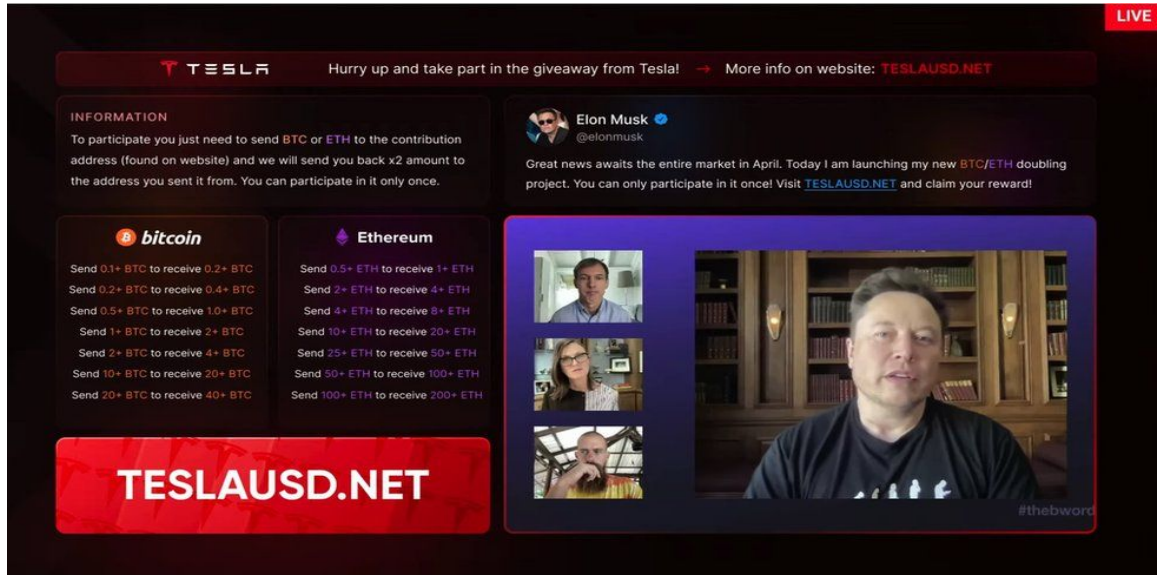 LIVE
TESLA
Hurry up and take part in the giveaway from Tesla! → More info on website: TESLAUSD.NET
INFORMATION
To participate you just need to send BTC or ETH to the contribution
address (found on website) and we will send you back x2 amount to
the address you sent it from. You can participate in it only once.
Elon Musk
@elonmusk
Great news awaits the entire market in April. Today I am launching my new BTC/ETH doubling
project. You can only participate in it once! Visit TESLAUSD.NET and claim your reward!
bitcoin
Send 0.1+ BTC to receive 0.2+ BTC
Send 0.2+ BTC to receive 0.4+ BTC
Send 0.5+ BTC to receive 1.0+ BTC
Send 1+ BTC to receive 2+ BTC
Send 2+ BTC to receive 4+ BTC
Send 10+ BTC to receive 20+ BTC
Send 20+ BTC to receive 40+ BTC
Ethereum
Send 0.5+ ETH to receive 1+ ETH
Send 2+ ETH to receive 4+ ETH
Send 4+ ETH to receive 8+ ETH
Send 10+ ETH to receive 20+ ETH
Send 25+ ETH to receive 50+ ETH
Send 50+ ETH to receive 100+ ETH
Send 100+ ETH to receive 200+ ETH
TESLAUSD.NET
#thebword